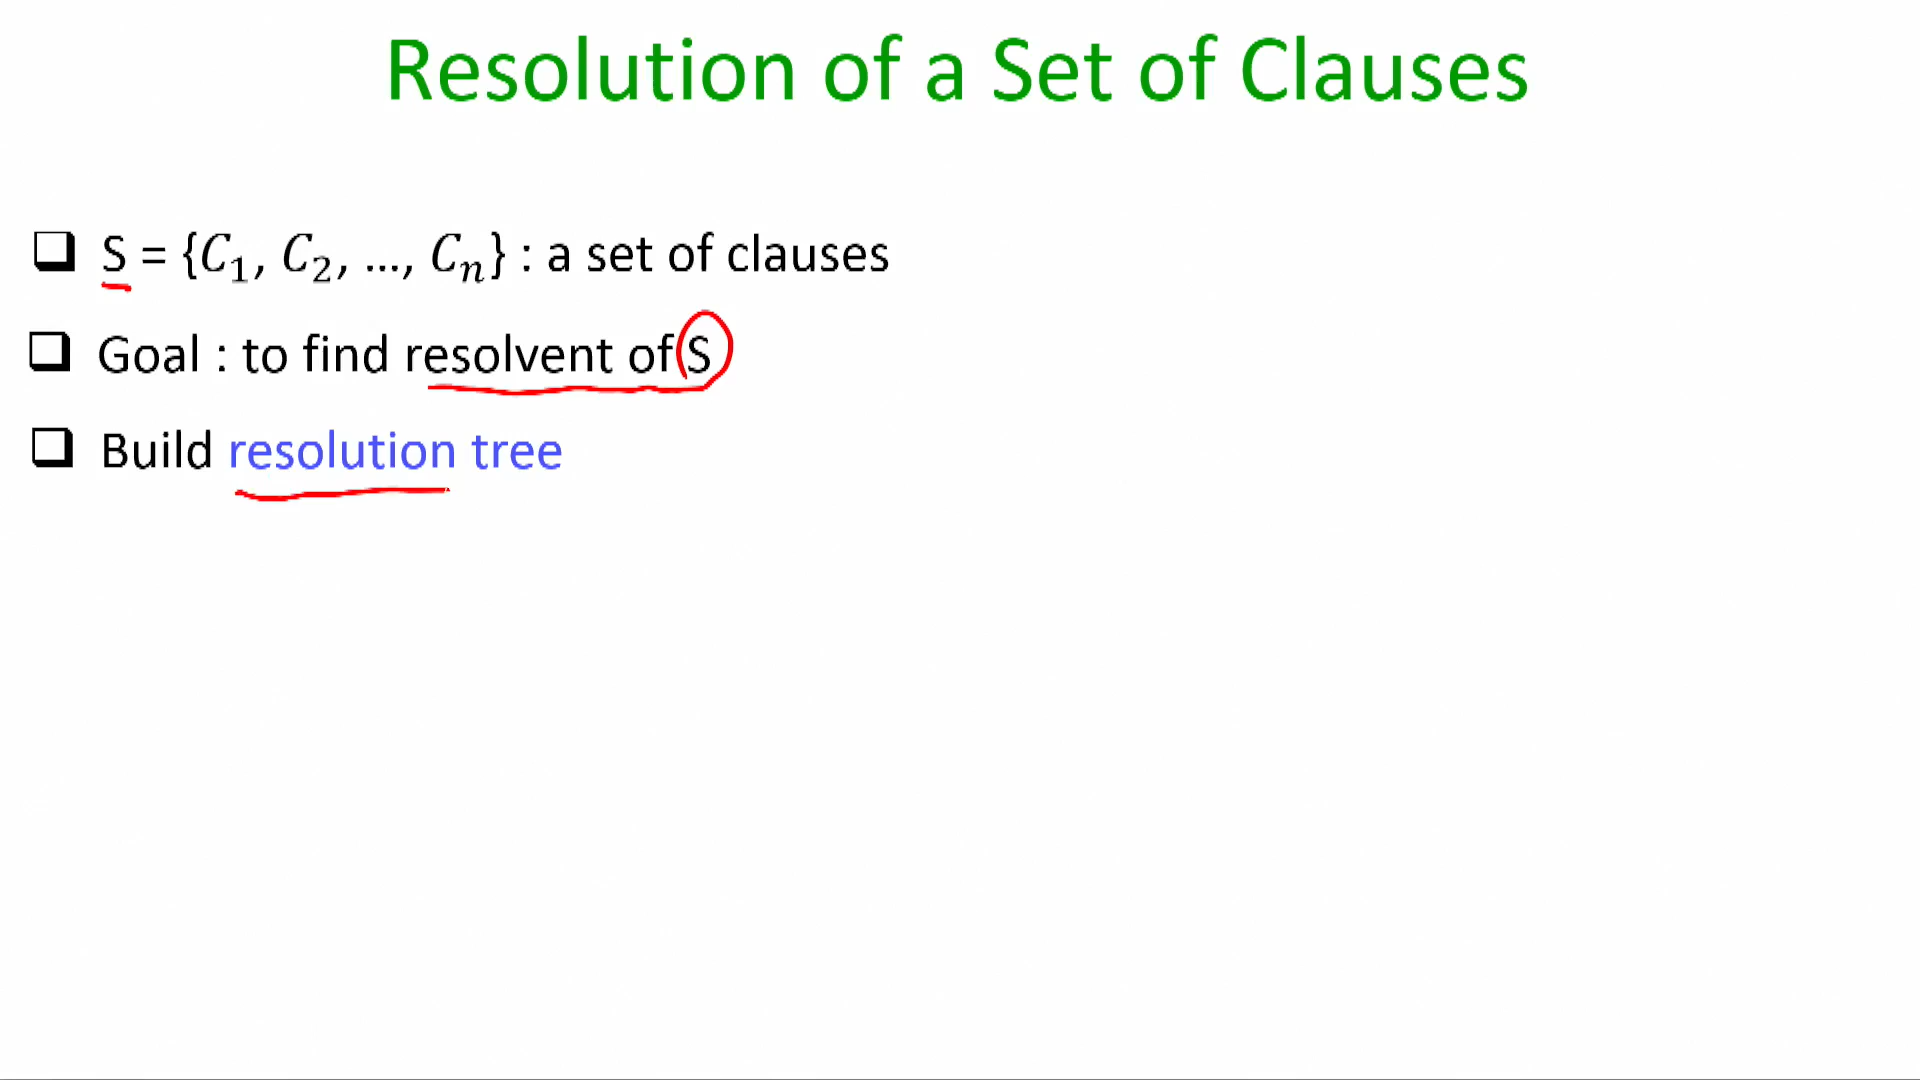 Resolution of a Set of Clauses
❑ S = {C₁, C₂, ..., Cₙ} : a set of clauses
❑ Goal : to find resolvent of S
❑ Build resolution tree